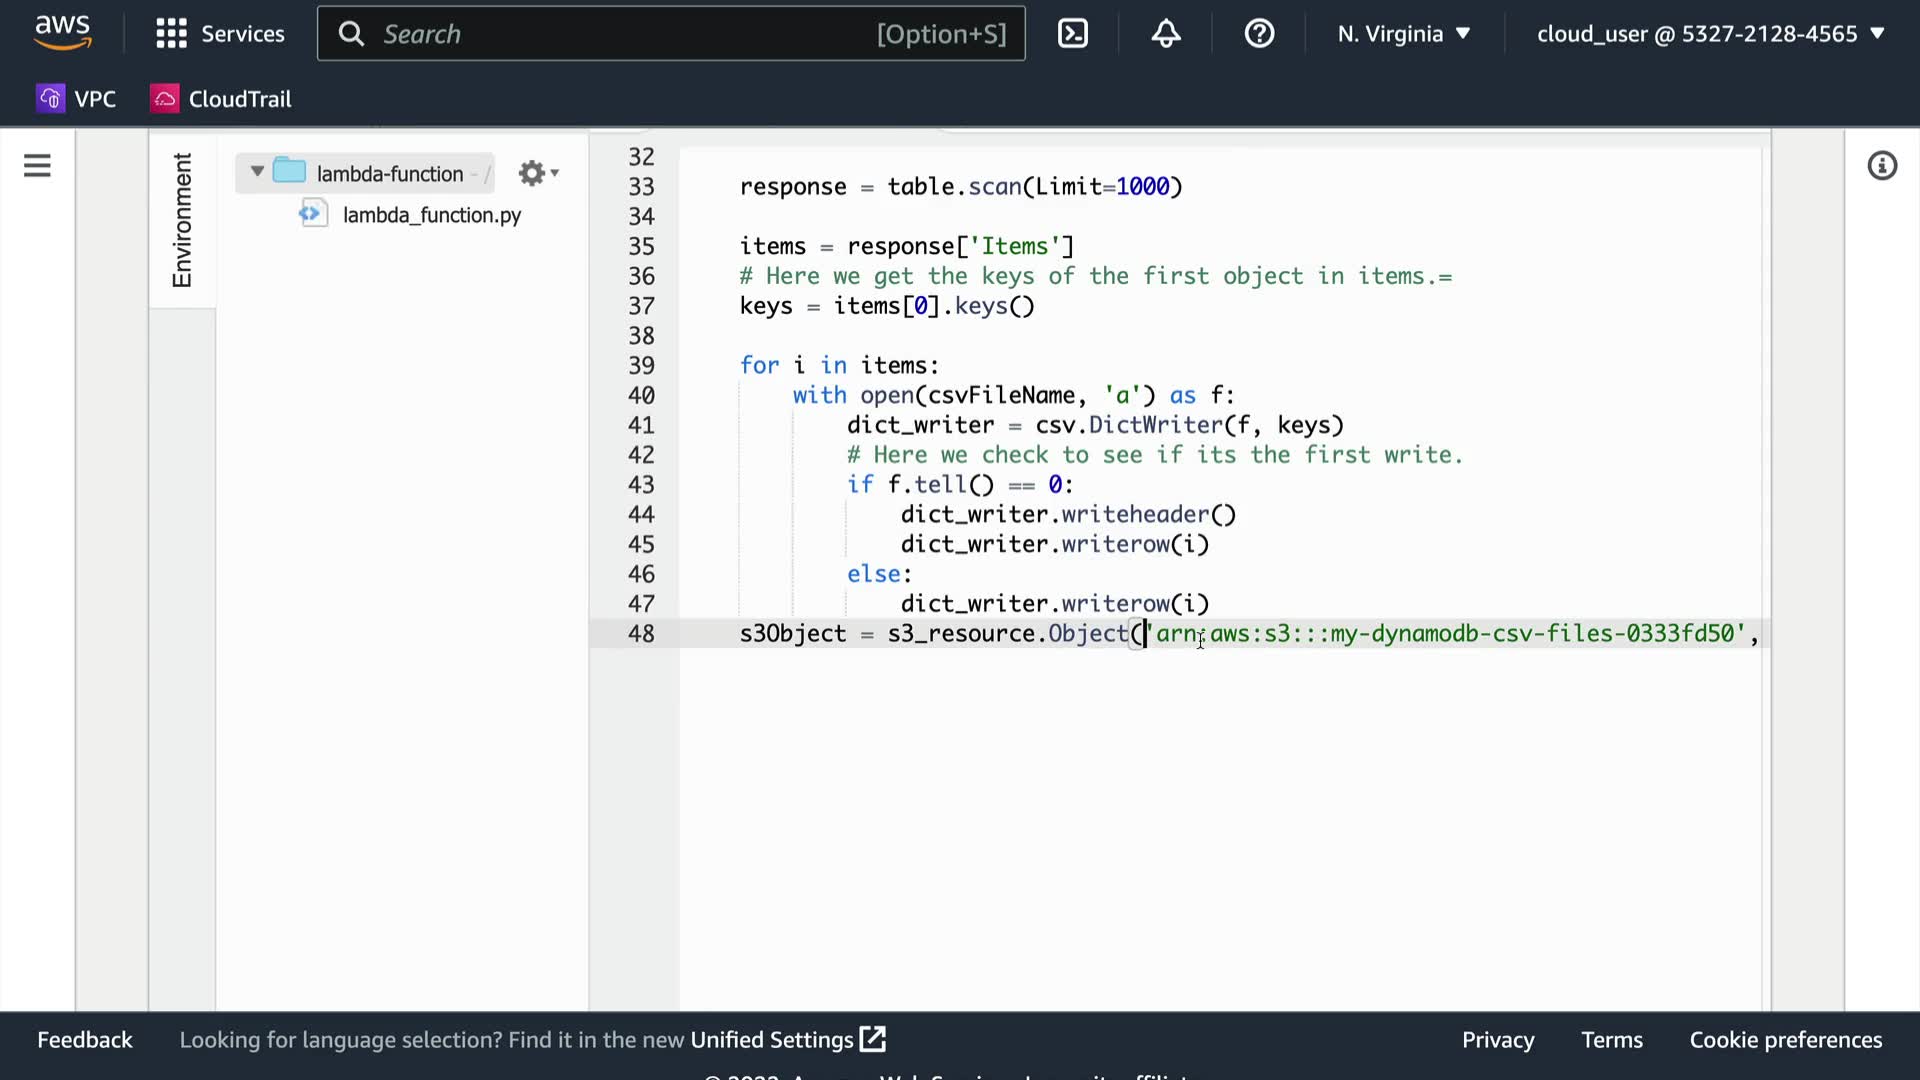 aws
Services
Search
[Option+S]
N. Virginia
cloud_user @ 5327-2128-4565
VPC
CloudTrail
Environment
lambda-function - /
lambda_function.py
32
33 response = table.scan(Limit=1000)
34
35 items = response['Items']
36 # Here we get the keys of the first object in items.=
37 keys = items[0].keys()
38
39 for i in items:
40 with open(csvFileName, 'a') as f:
41 dict_writer = csv.DictWriter(f, keys)
42 # Here we check to see if its the first write.
43 if f.tell() == 0:
44 dict_writer.writeheader()
45 dict_writer.writerow(i)
46 else:
47 dict_writer.writerow(i)
48 s3Object = s3_resource.Object('arn:aws:s3:::my-dynamodb-csv-files-0333fd50',
Feedback
Looking for language selection? Find it in the new Unified Settings
Privacy
Terms
Cookie preferences